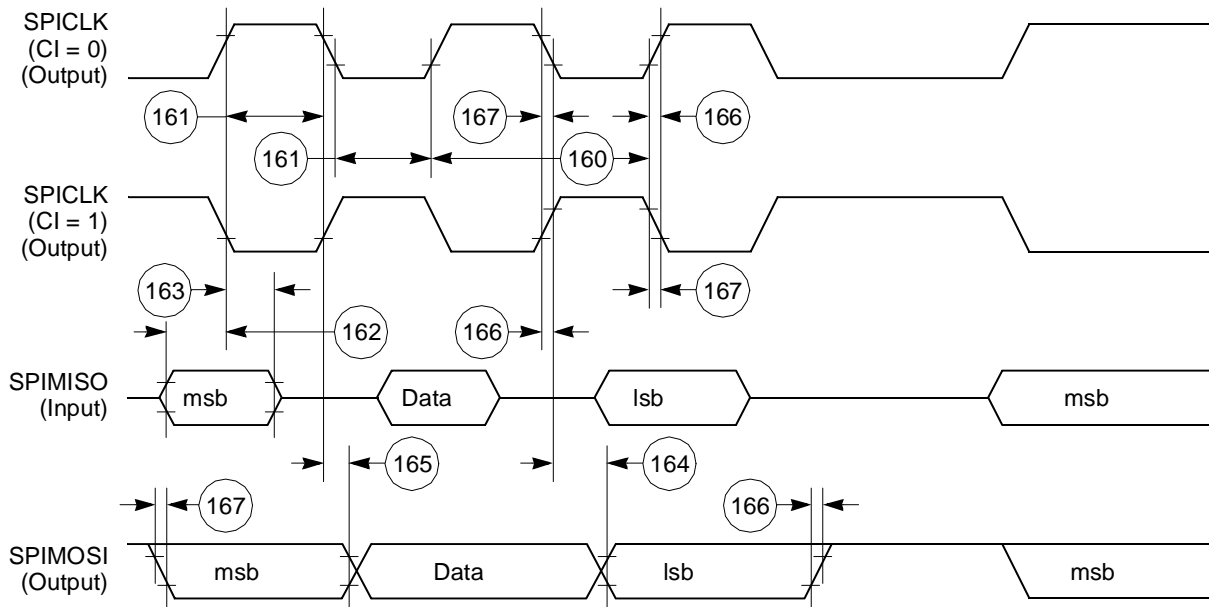 SPICLK
(CI = 0)
(Output)
161
167
166
161
160
SPICLK
(CI = 1)
(Output)
163
167
162
166
SPIMISO
(Input)
msb
Data
lsb
msb
165
164
167
166
SPIMOSI
(Output)
msb
Data
lsb
msb